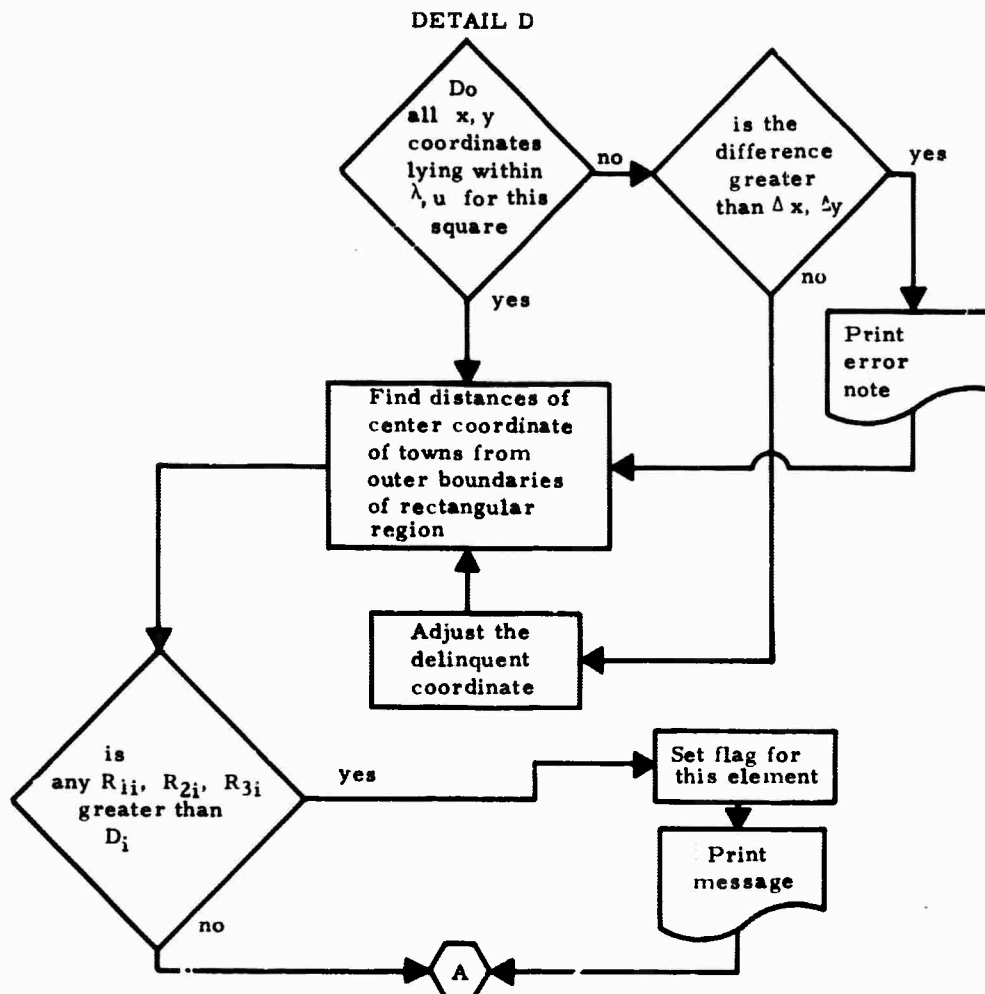 DETAIL D
Do
all x, y
coordinates
lying within
λ, u for this
square
no
yes
is the
difference
greater
than Δ x, Δy
yes
no
Print
error
note
Find distances of
center coordinate
of towns from
outer boundaries
of rectangular
region
Adjust the
delinquent
coordinate
is
any R1i, R2i, R3i
greater than
Di
yes
no
Set flag for
this element
Print
message
A